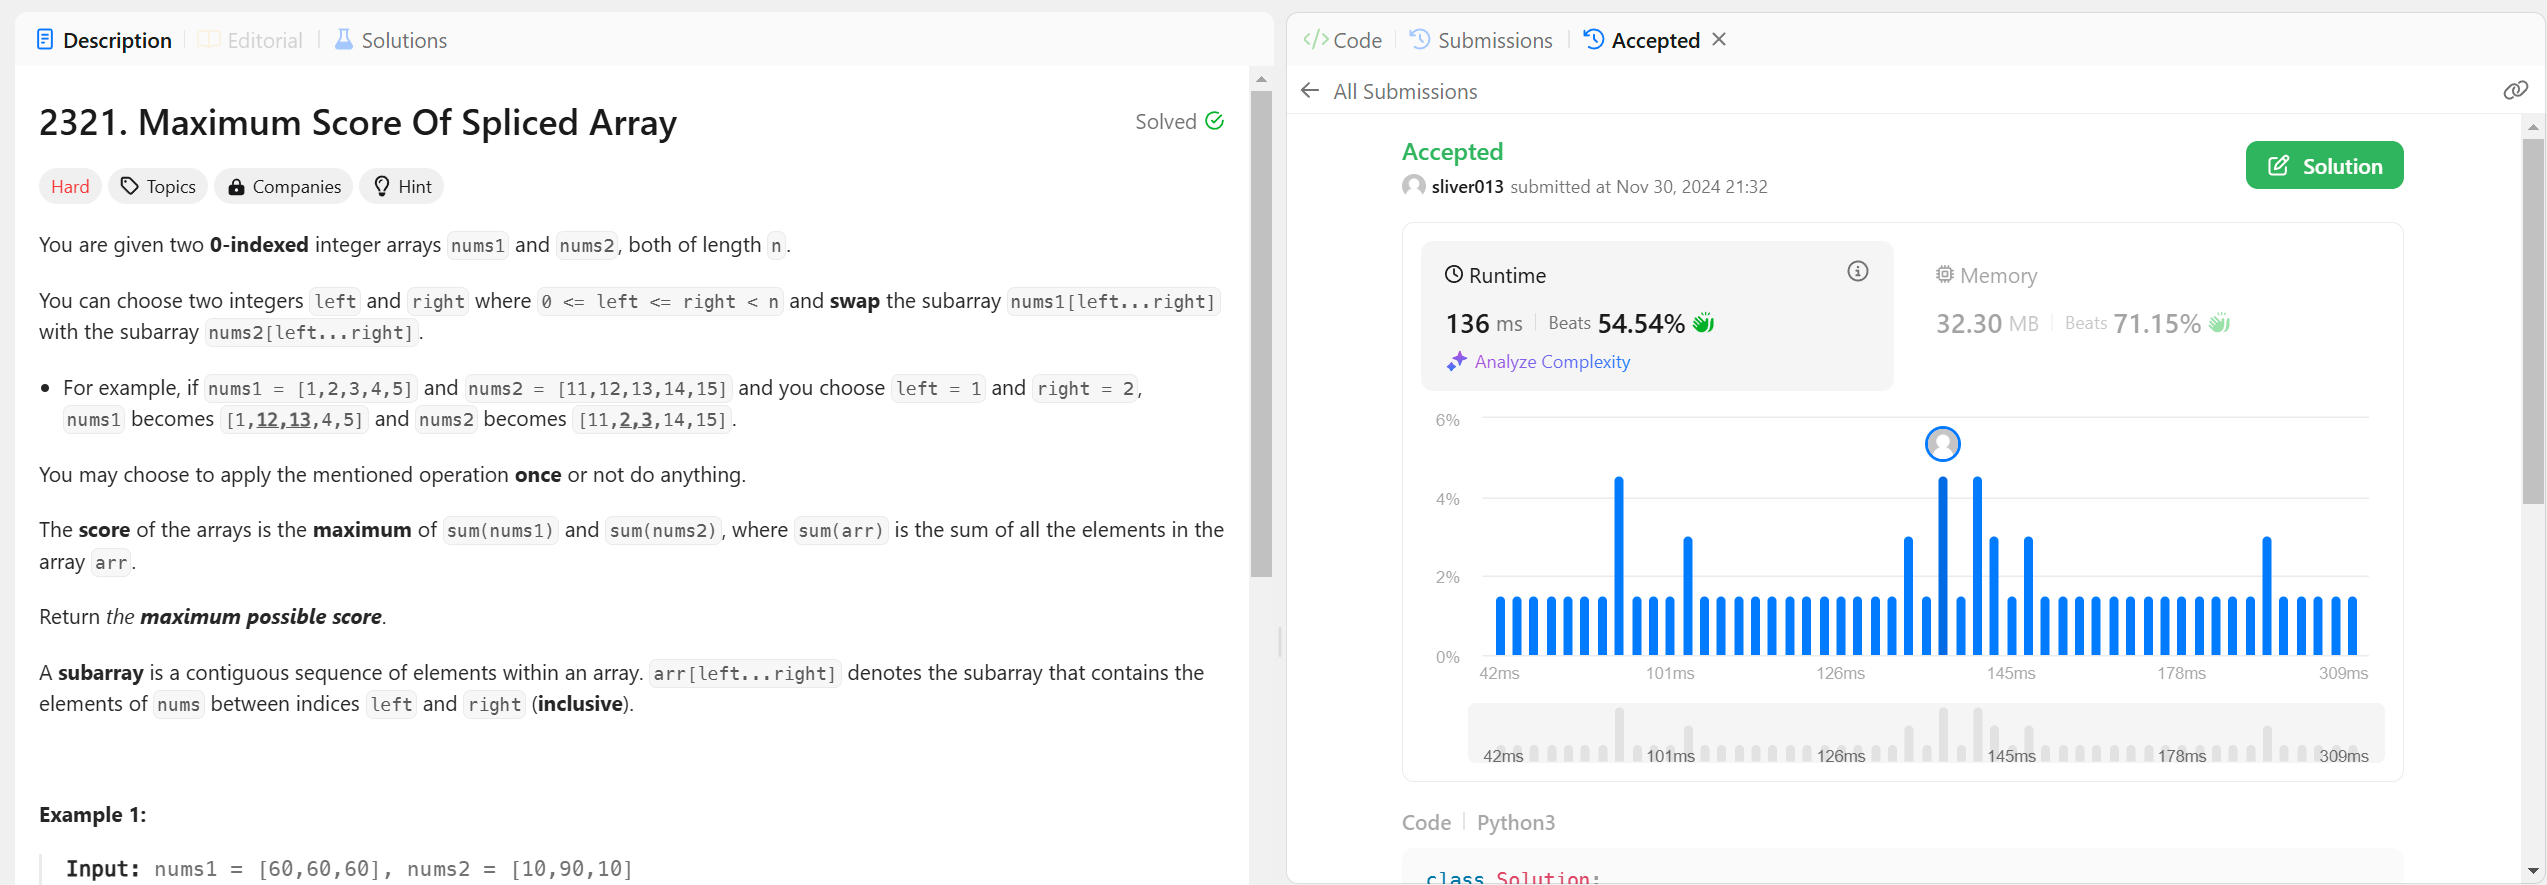 Description
Editorial
Solutions
2321. Maximum Score Of Spliced Array
Solved
Hard
Topics
Companies
Hint
You are given two 0-indexed integer arrays nums1 and nums2, both of length n.
You can choose two integers left and right where 0 <= left <= right < n and swap the subarray nums1[left...right]
with the subarray nums2[left...right].
• For example, if nums1 = [1,2,3,4,5] and nums2 = [11,12,13,14,15] and you choose left = 1 and right = 2,
nums1 becomes [1,12,13,4,5] and nums2 becomes [11,2,3,14,15].
You may choose to apply the mentioned operation once or not do anything.
The score of the arrays is the maximum of sum(nums1) and sum(nums2), where sum(arr) is the sum of all the elements in the
array arr.
Return the maximum possible score.
A subarray is a contiguous sequence of elements within an array. arr[left...right] denotes the subarray that contains the
elements of nums between indices left and right (inclusive).
Example 1:
Input: nums1 = [60,60,60], nums2 = [10,90,10]
</> Code
Submissions
Accepted
All Submissions
Accepted
sliver013 submitted at Nov 30, 2024 21:32
Solution
Runtime
136 ms Beats 54.54%
Analyze Complexity
Memory
32.30 MB Beats 71.15%
6%
4%
2%
0%
42ms 101ms 126ms 145ms 178ms 309ms
42ms 101ms 126ms 145ms 178ms 309ms
Code Python3
class Solution: